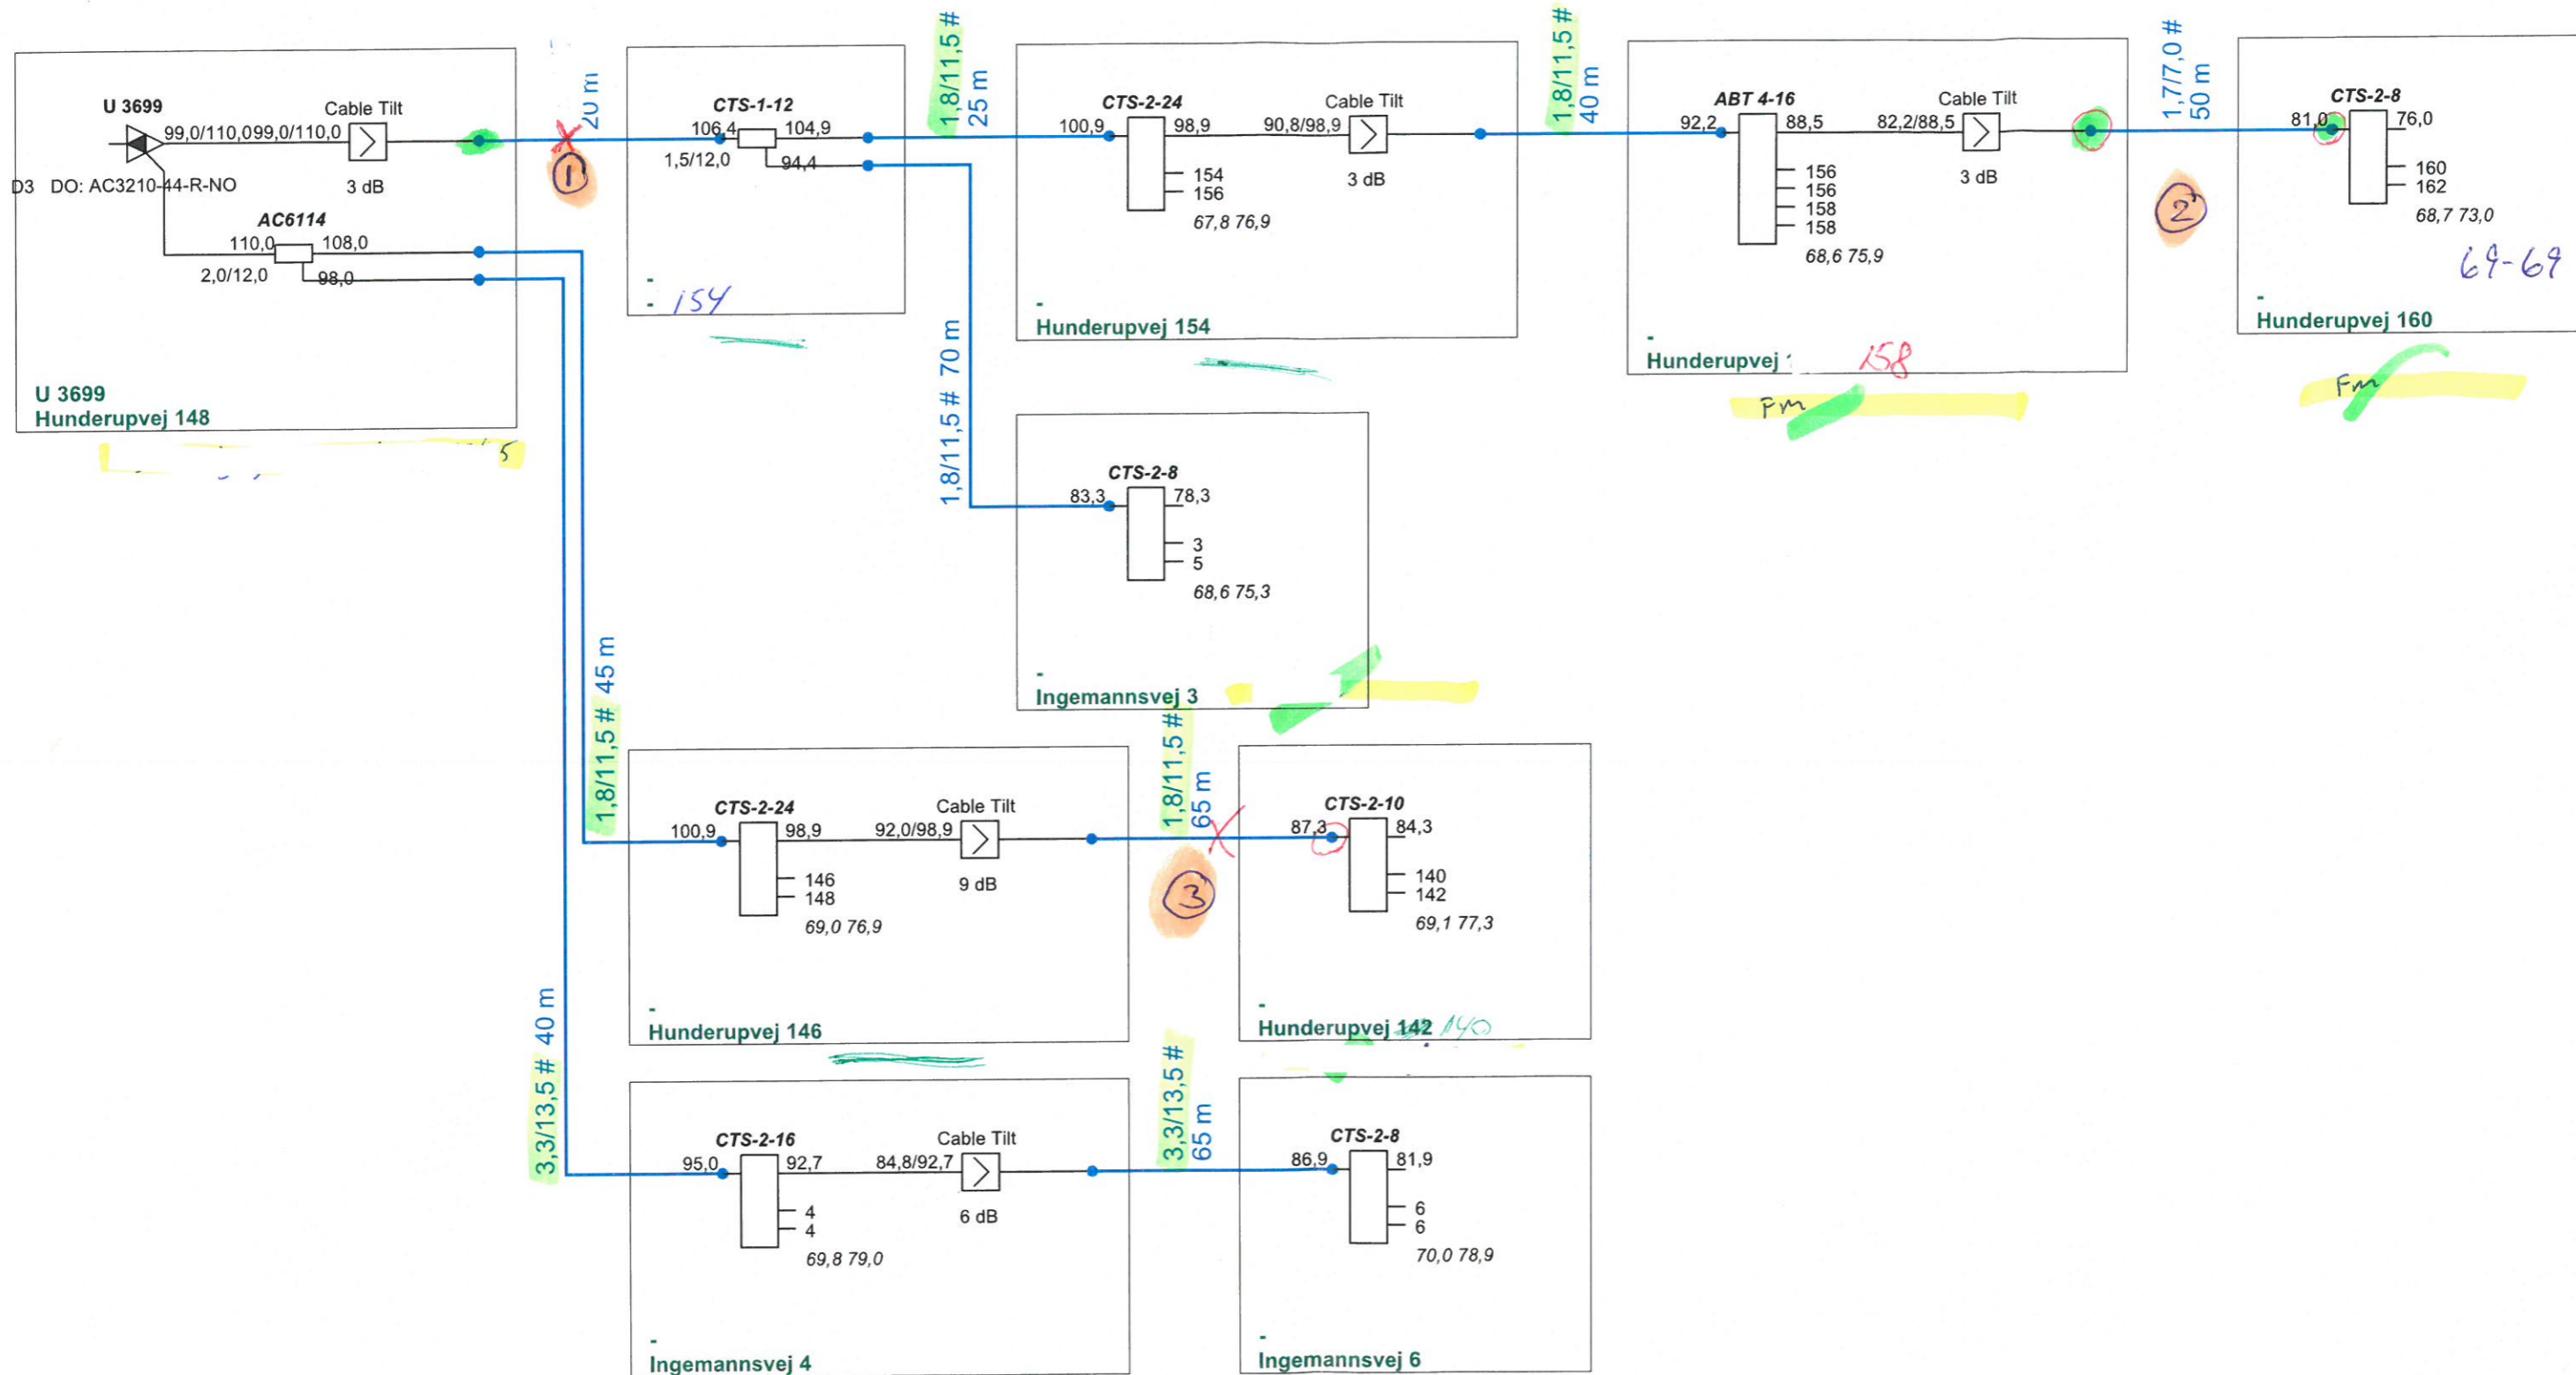 U 3699
99,0/110,0 99,0/110,0
Cable Tilt
3 dB
D3 DO: AC3210-44-R-NO
AC6114
110,0
108,0
2,0/12,0
98,0
U 3699
Hunderupvej 148
5
20 m
1
CTS-1-12
106,4
104,9
1,5/12,0
94,4
-
- 154
1,8/11,5 #
25 m
CTS-2-24
100,9
98,9
90,8/98,9
Cable Tilt
3 dB
154
156
67,8 76,9
-
Hunderupvej 154
1,8/11,5 #
40 m
ABT 4-16
92,2
88,5
82,2/88,5
Cable Tilt
3 dB
156
156
158
158
68,6 75,9
-
Hunderupvej 158
Fm
1,7/7,0 #
50 m
2
CTS-2-8
81,0
76,0
160
162
68,7 73,0
69-69
-
Hunderupvej 160
Fm
1,8/11,5 # 70 m
CTS-2-8
83,3
78,3
3
5
68,6 75,3
-
Ingemannsvej 3
1,8/11,5 # 45 m
CTS-2-24
100,9
98,9
92,0/98,9
Cable Tilt
9 dB
146
148
69,0 76,9
-
Hunderupvej 146
1,8/11,5 #
65 m
3
CTS-2-10
87,3
84,3
140
142
69,1 77,3
-
Hunderupvej 142 140
3,3/13,5 # 40 m
CTS-2-16
95,0
92,7
84,8/92,7
Cable Tilt
6 dB
4
4
69,8 79,0
-
Ingemannsvej 4
3,3/13,5 #
65 m
CTS-2-8
86,9
81,9
6
6
70,0 78,9
-
Ingemannsvej 6